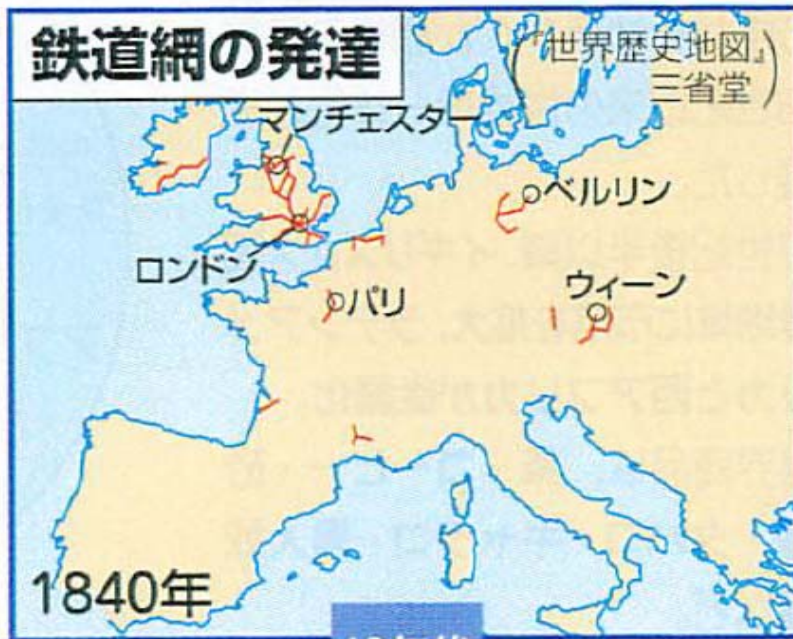 鉄道網の発達
(『世界歴史地図』
三省堂)
マンチェスター
ベルリン
ロンドン
パリ
ウィーン
1840年